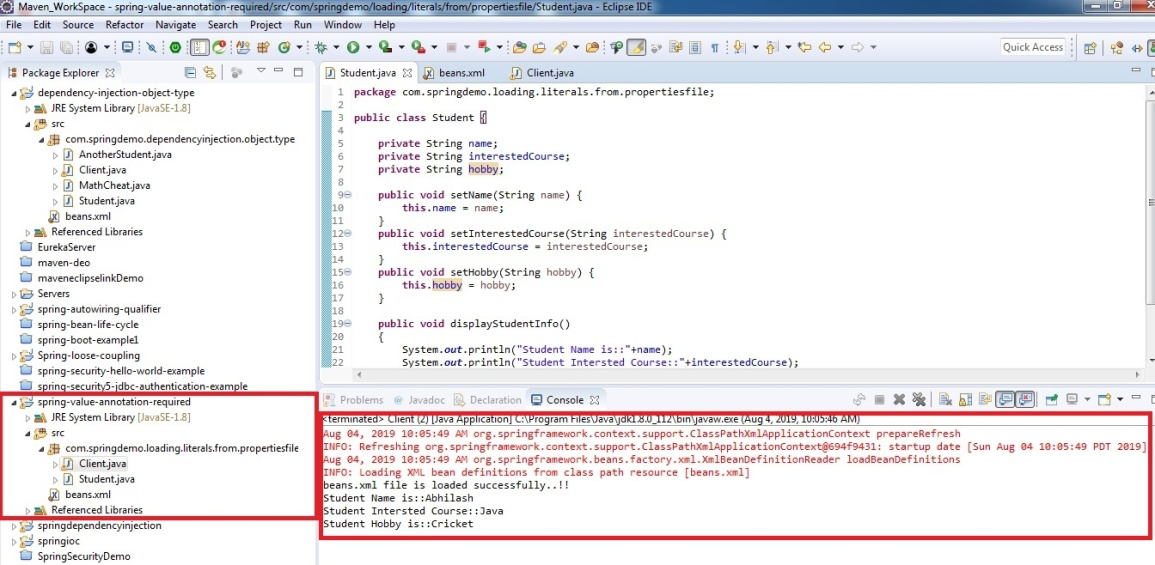 Maven_WorkSpace - spring-value-annotation-required/src/com/springdemo/loading/literals/from/propertiesfile/Student.java - Eclipse IDE
File Edit Source Refactor Navigate Search Project Run Window Help
Quick Access
Package Explorer
dependency-injection-object-type
JRE System Library [JavaSE-1.8]
src
com.springdemo.dependencyinjection.object.type
AnotherStudent.java
Client.java
MathCheat.java
Student.java
beans.xml
Referenced Libraries
EurekaServer
maven-deo
maveneclipselinkDemo
Servers
spring-autowiring-qualifier
spring-bean-life-cycle
spring-boot-example1
Spring-loose-coupling
spring-security-hello-world-example
spring-security5-jdbc-authentication-example
spring-value-annotation-required
JRE System Library [JavaSE-1.8]
src
com.springdemo.loading.literals.from.propertiesfile
Client.java
Student.java
beans.xml
Referenced Libraries
springdependencyinjection
springioc
SpringSecurityDemo
Student.java beans.xml Client.java
1 package com.springdemo.loading.literals.from.propertiesfile;
2
3 public class Student {
4
5 private String name;
6 private String interestedCourse;
7 private String hobby;
8
9 public void setName(String name) {
10 this.name = name;
11 }
12 public void setInterestedCourse(String interestedCourse) {
13 this.interestedCourse = interestedCourse;
14 }
15 public void setHobby(String hobby) {
16 this.hobby = hobby;
17 }
18
19 public void displayStudentInfo()
20 {
21 System.out.println("Student Name is::"+name);
22 System.out.println("Student Intersted Course::"+interestedCourse);
Problems @ Javadoc Declaration Console
<terminated> Client (2) [Java Application] C:\Program Files\Java\jdk1.8.0_112\bin\javaw.exe (Aug 4, 2019, 10:05:46 AM)
Aug 04, 2019 10:05:49 AM org.springframework.context.support.ClassPathXmlApplicationContext prepareRefresh
INFO: Refreshing org.springframework.context.support.ClassPathXmlApplicationContext@694f9431: startup date [Sun Aug 04 10:05:49 PDT 2019]
Aug 04, 2019 10:05:49 AM org.springframework.beans.factory.xml.XmlBeanDefinitionReader loadBeanDefinitions
INFO: Loading XML bean definitions from class path resource [beans.xml]
beans.xml file is loaded successfully..!!
Student Name is::Abhilash
Student Intersted Course::Java
Student Hobby is::Cricket